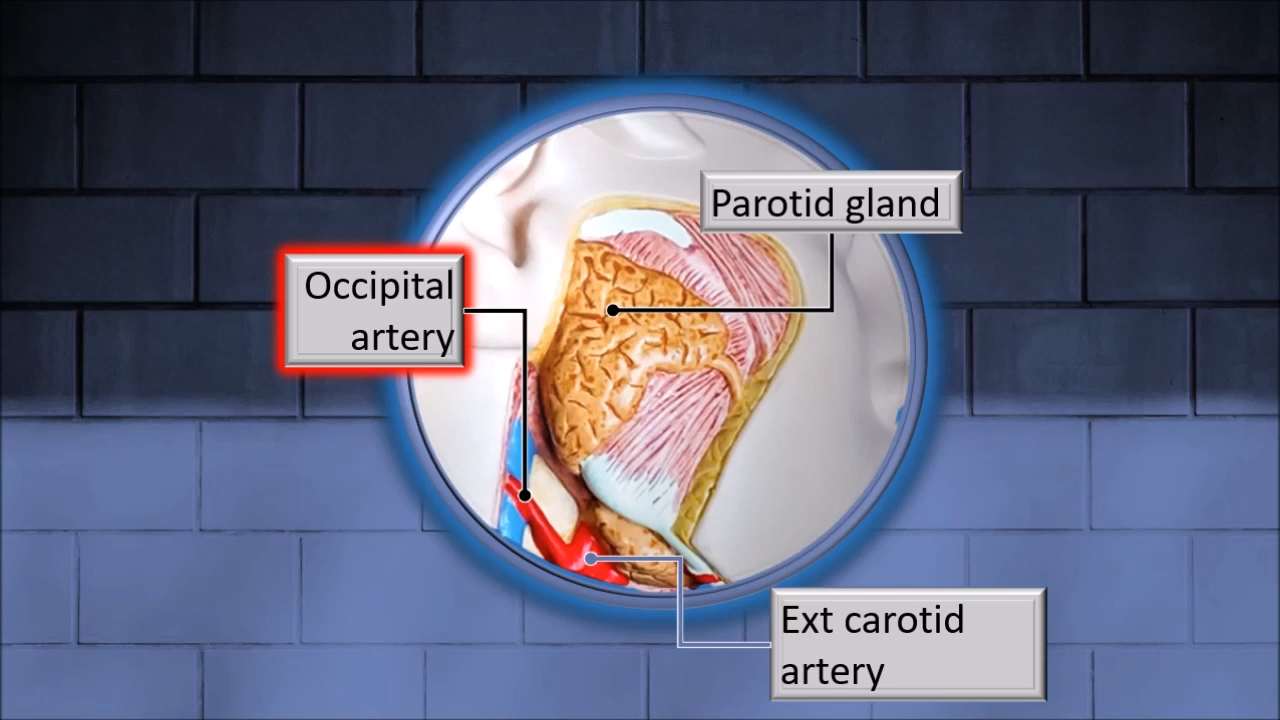 Parotid gland
Occipital
artery
Ext carotid
artery